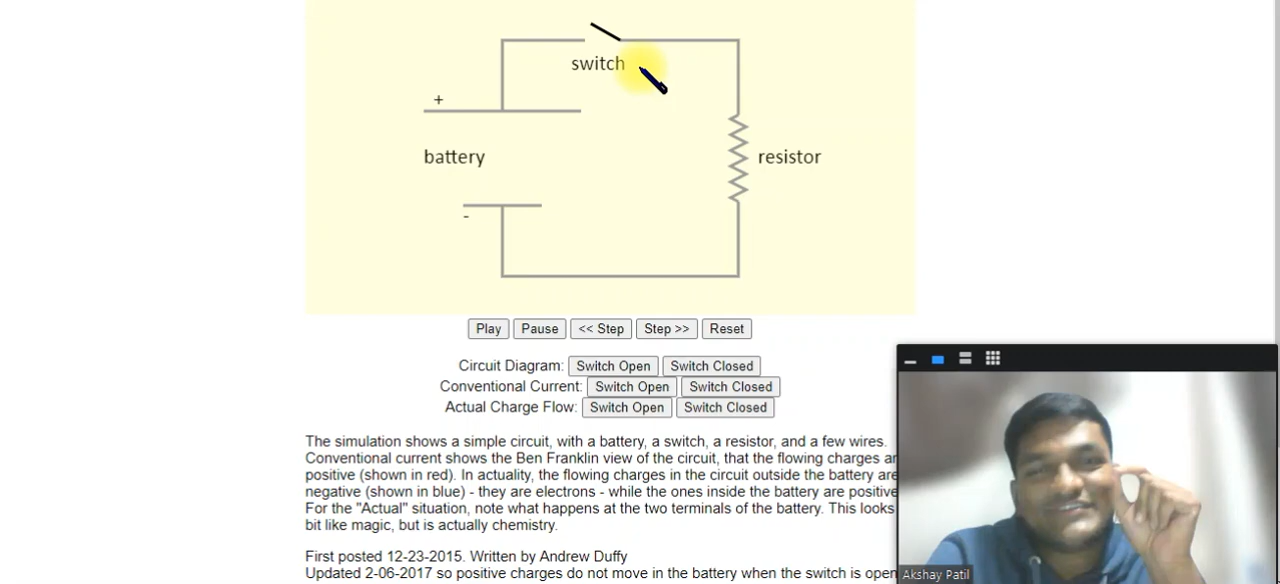 switch
+
battery
resistor
-
Play Pause << Step Step >> Reset
Circuit Diagram: Switch Open Switch Closed
Conventional Current: Switch Open Switch Closed
Actual Charge Flow: Switch Open Switch Closed
The simulation shows a simple circuit, with a battery, a switch, a resistor, and a few wires.
Conventional current shows the Ben Franklin view of the circuit, that the flowing charges ar
positive (shown in red). In actuality, the flowing charges in the circuit outside the battery are
negative (shown in blue) - they are electrons - while the ones inside the battery are positive
For the "Actual" situation, note what happens at the two terminals of the battery. This looks
bit like magic, but is actually chemistry.
First posted 12-23-2015. Written by Andrew Duffy
Updated 2-06-2017 so positive charges do not move in the battery when the switch is open
Akshay Patil